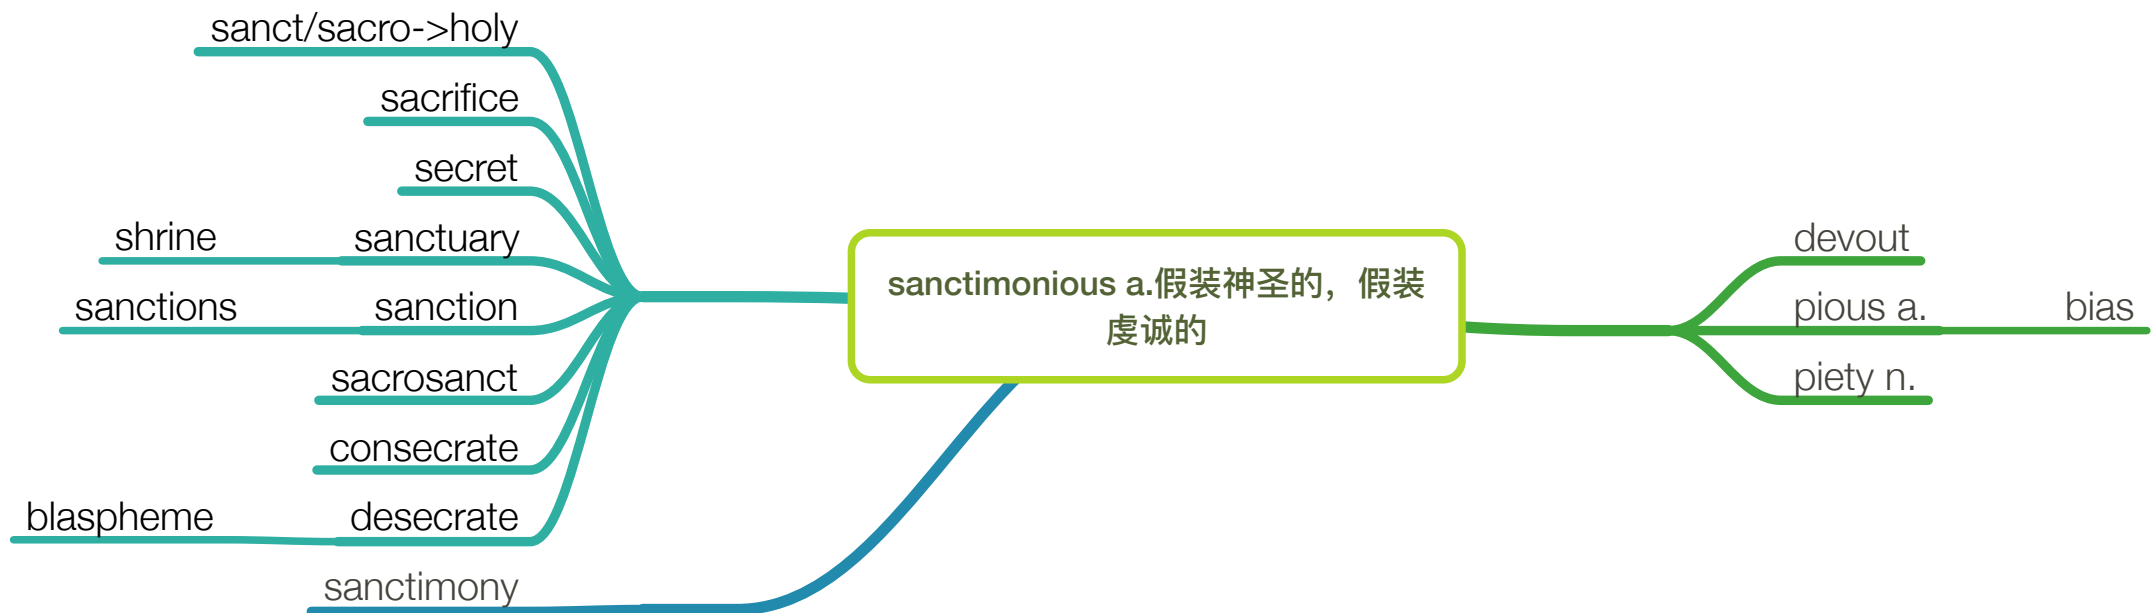 sanct/sacro->holy
sacrifice
secret
shrine
sanctuary
sanctions
sanction
sacrosanct
consecrate
blaspheme
desecrate
sanctimony
sanctimonious a.假装神圣的，假装
虔诚的
devout
pious a.
bias
piety n.